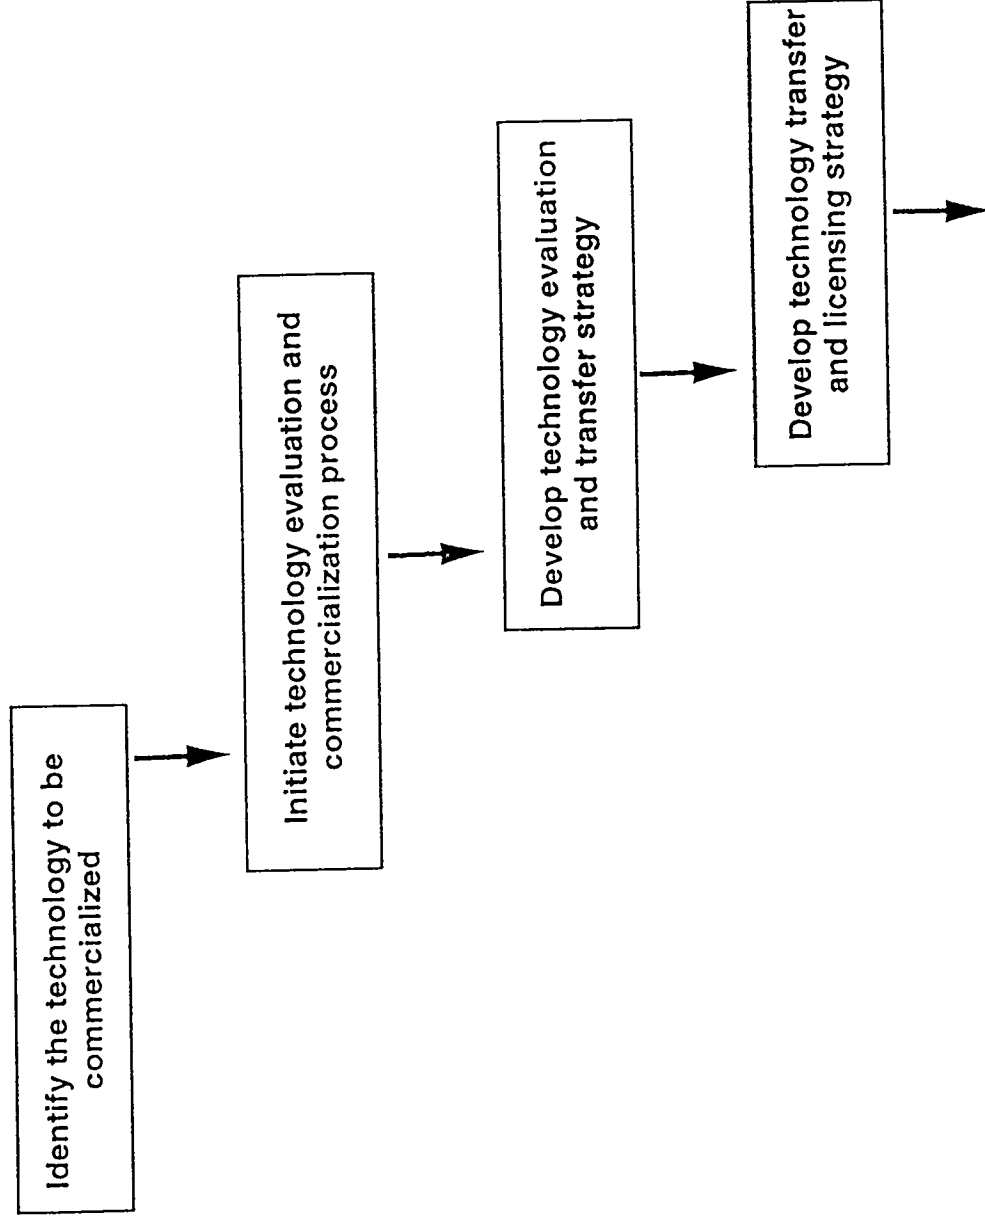 Identify the technology to be
commercialized
Initiate technology evaluation and
commercialization process
Develop technology evaluation
and transfer strategy
Develop technology transfer
and licensing strategy